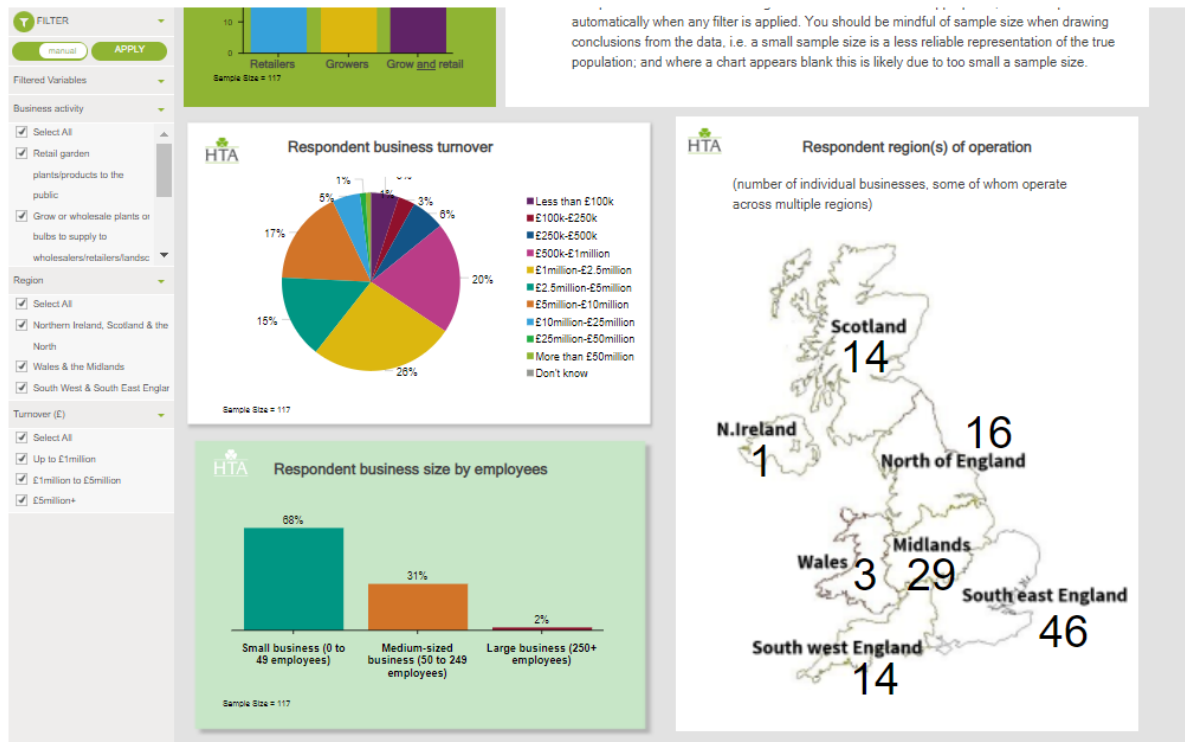 FILTER
manual
APPLY
Filtered Variables
Business activity
Select All
Retail garden
plants/products to the
public
Grow or wholesale plants or
bulbs to supply to
wholesalers/retailers/landsc
Region
Select All
Northern Ireland, Scotland & the
North
Wales & the Midlands
South West & South East Englar
Turnover (£)
Select All
Up to £1million
£1million to £5million
£5million+
10
0
Retailers
Growers
Grow and retail
Sample Size = 117
automatically when any filter is applied. You should be mindful of sample size when drawing
conclusions from the data, i.e. a small sample size is a less reliable representation of the true
population; and where a chart appears blank this is likely due to too small a sample size.
HTA
Respondent business turnover
1%
1%
5%
3%
6%
17%
20%
15%
26%
Less than £100k
£100k-£250k
£250k-£500k
£500k-£1million
£1million-£2.5million
£2.5million-£5million
£5million-£10million
£10million-£25million
£25million-£50million
More than £50million
Don't know
Sample Size = 117
HTA
Respondent business size by employees
68%
31%
2%
Small business (0 to
49 employees)
Medium-sized
business (50 to 249
employees)
Large business (250+
employees)
Sample Size = 117
HTA
Respondent region(s) of operation
(number of individual businesses, some of whom operate
across multiple regions)
Scotland
14
N.Ireland
1
16
North of England
Wales
3
Midlands
29
South east England
46
South west England
14